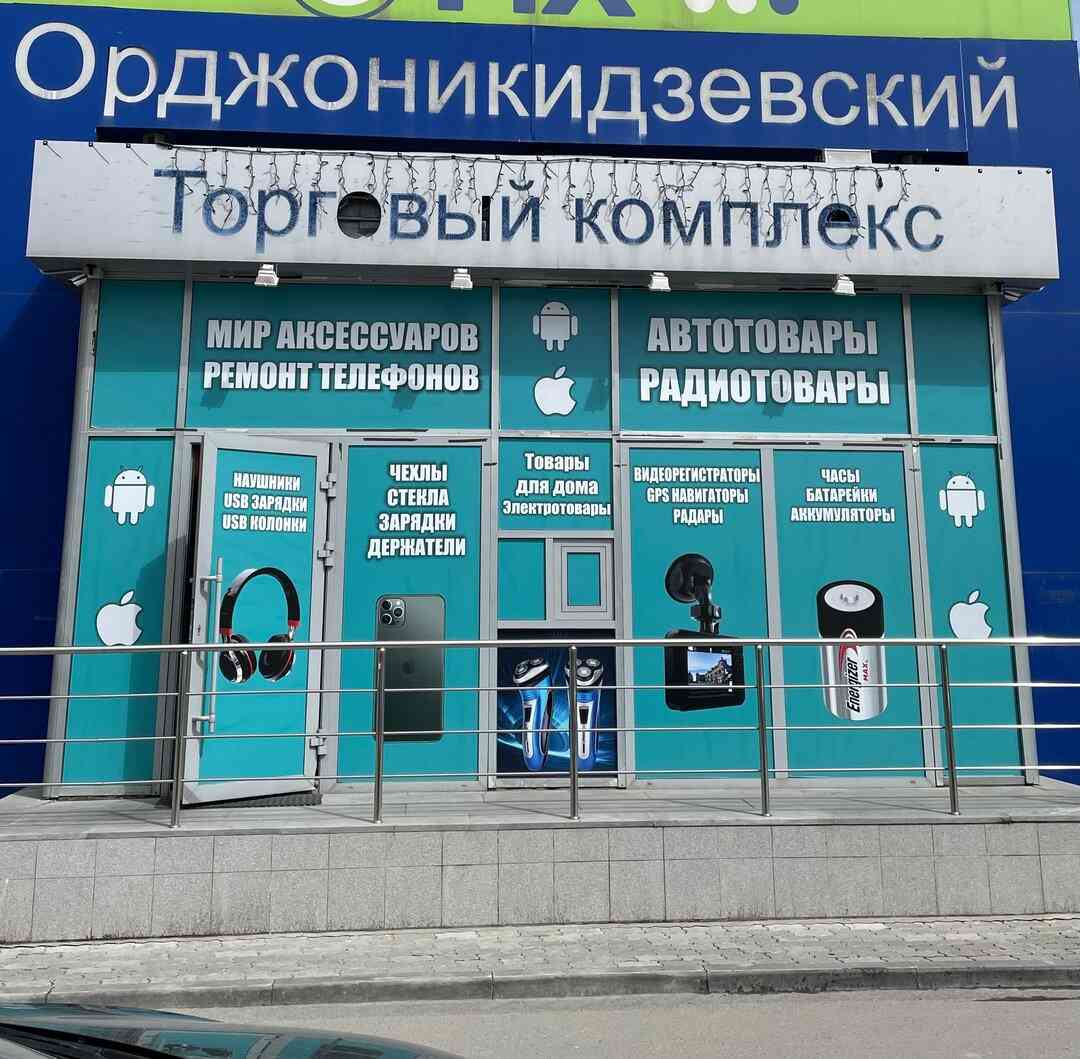 Орджоникидзевский
Торговый комплекс
МИР АКСЕССУАРОВ
РЕМОНТ ТЕЛЕФОНОВ
АВТОТОВАРЫ
РАДИОТОВАРЫ
НАУШНИКИ
USB ЗАРЯДКИ
USB КОЛОНКИ
ЧЕХЛЫ
СТЕКЛА
ЗАРЯДКИ
ДЕРЖАТЕЛИ
Товары
для дома
Электротовары
ВИДЕОРЕГИСТРАТОРЫ
GPS НАВИГАТОРЫ
РАДАРЫ
ЧАСЫ
БАТАРЕЙКИ
АККУМУЛЯТОРЫ
Energizer
MAX